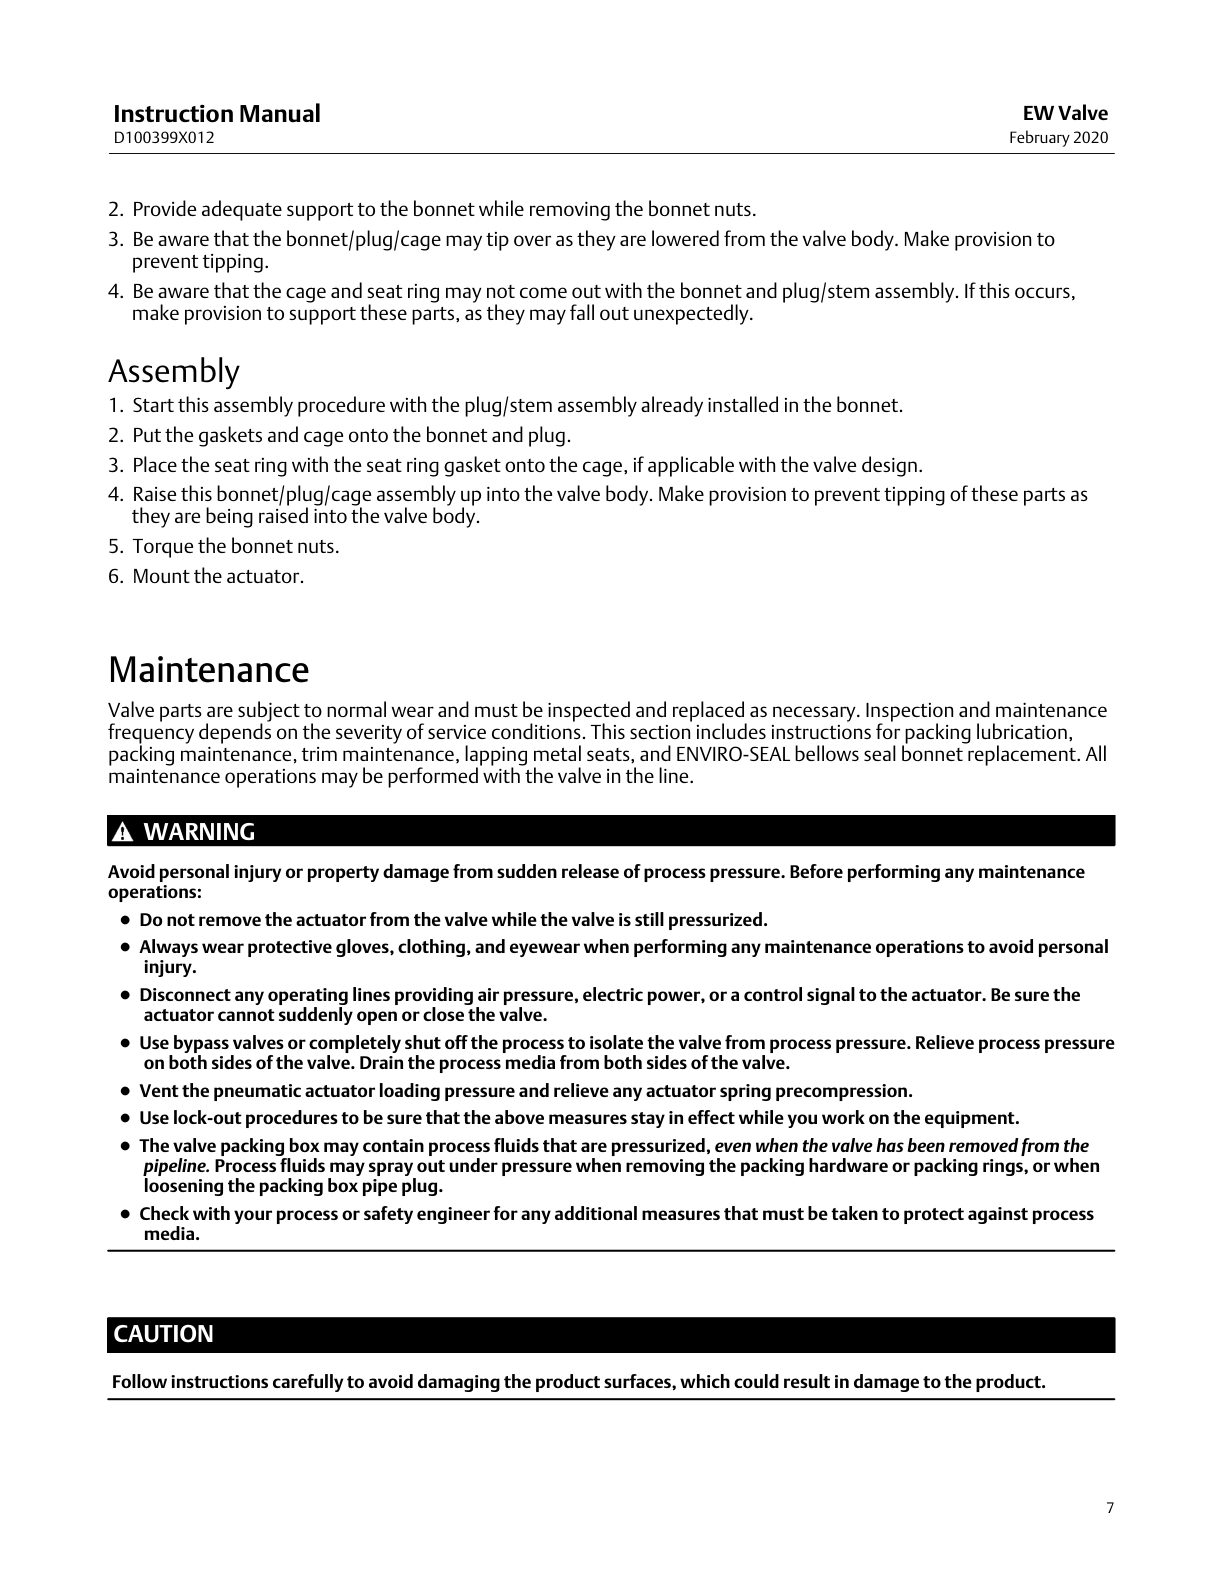 Instruction Manual
EW Valve
D100399X012
February 2020
2. Provide adequate support to the bonnet while removing the bonnet nuts.
3. Be aware that the bonnet/plug/cage may tip over as they are lowered from the valve body. Make provision to
prevent tipping.
4. Be aware that the cage and seat ring may not come out with the bonnet and plug/stem assembly. If this occurs,
make provision to support these parts, as they may fall out unexpectedly.
Assembly
1. Start this assembly procedure with the plug/stem assembly already installed in the bonnet.
2. Put the gaskets and cage onto the bonnet and plug.
3. Place the seat ring with the seat ring gasket onto the cage, if applicable with the valve design.
4. Raise this bonnet/plug/cage assembly up into the valve body. Make provision to prevent tipping of these parts as
they are being raised into the valve body.
5. Torque the bonnet nuts.
6. Mount the actuator.
Maintenance
Valve parts are subject to normal wear and must be inspected and replaced as necessary. Inspection and maintenance
frequency depends on the severity of service conditions. This section includes instructions for packing lubrication,
packing maintenance, trim maintenance, lapping metal seats, and ENVIRO-SEAL bellows seal bonnet replacement. All
maintenance operations may be performed with the valve in the line.
WARNING
Avoid personal injury or property damage from sudden release of process pressure. Before performing any maintenance
operations:
● Do not remove the actuator from the valve while the valve is still pressurized.
● Always wear protective gloves, clothing, and eyewear when performing any maintenance operations to avoid personal
injury.
● Disconnect any operating lines providing air pressure, electric power, or a control signal to the actuator. Be sure the
actuator cannot suddenly open or close the valve.
● Use bypass valves or completely shut off the process to isolate the valve from process pressure. Relieve process pressure
on both sides of the valve. Drain the process media from both sides of the valve.
● Vent the pneumatic actuator loading pressure and relieve any actuator spring precompression.
● Use lock-out procedures to be sure that the above measures stay in effect while you work on the equipment.
● The valve packing box may contain process fluids that are pressurized, even when the valve has been removed from the
pipeline. Process fluids may spray out under pressure when removing the packing hardware or packing rings, or when
loosening the packing box pipe plug.
● Check with your process or safety engineer for any additional measures that must be taken to protect against process
media.
CAUTION
Follow instructions carefully to avoid damaging the product surfaces, which could result in damage to the product.
7